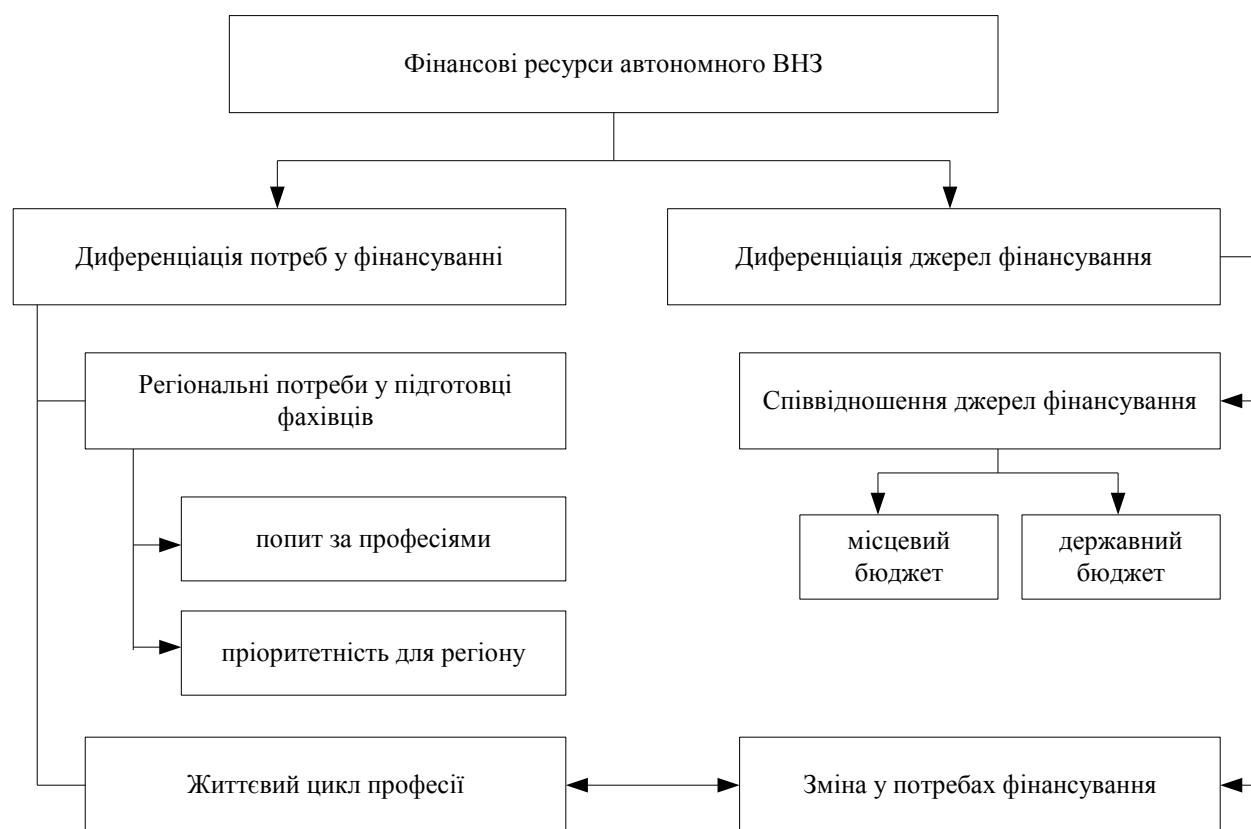 Фінансові ресурси автономного ВНЗ
Диференціація потреб у фінансуванні
Диференціація джерел фінансування
Регіональні потреби у підготовці
фахівців
Співвідношення джерел фінансування
попит за професіями
місцевий
бюджет
державний
бюджет
пріоритетність для регіону
Життєвий цикл професії
Зміна у потребах фінансування